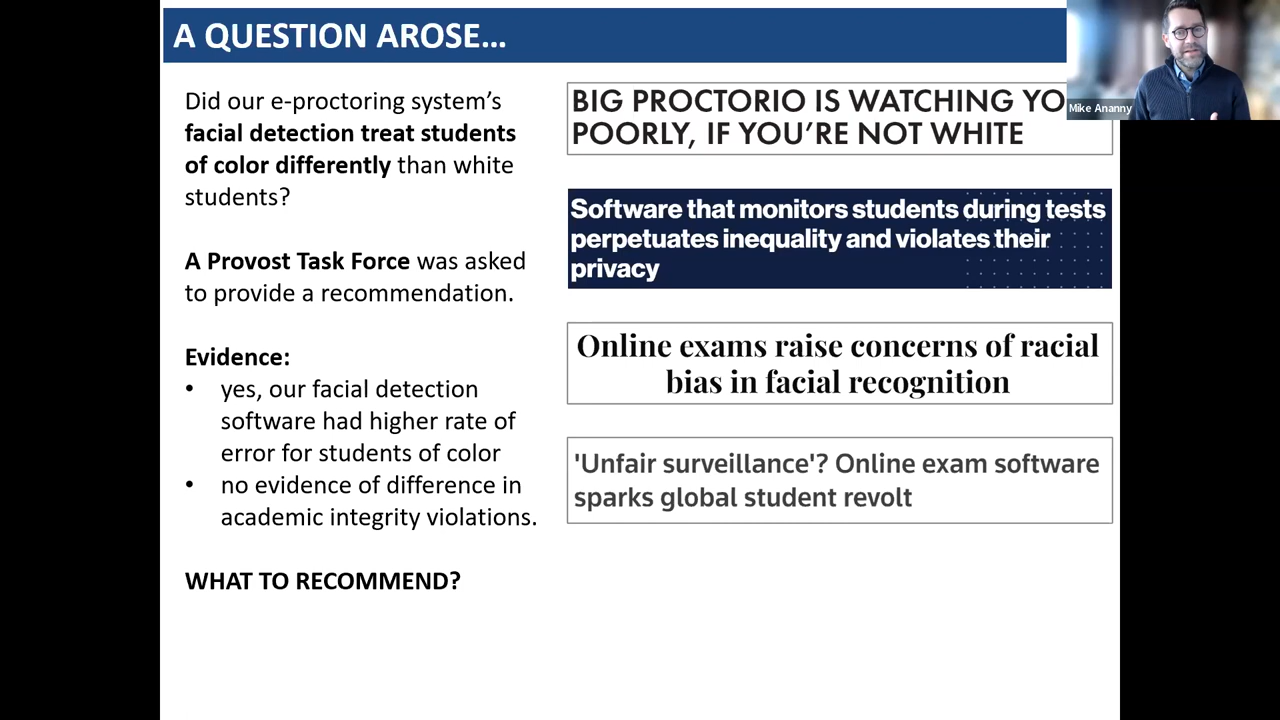 A QUESTION AROSE…
Did our e-proctoring system's
facial detection treat students
of color differently than white
students?
A Provost Task Force was asked
to provide a recommendation.
Evidence:
• yes, our facial detection
software had higher rate of
error for students of color
• no evidence of difference in
academic integrity violations.
WHAT TO RECOMMEND?
BIG PROCTORIO IS WATCHING YO
POORLY, IF YOU'RE NOT WHITE
Software that monitors students during tests
perpetuates inequality and violates their
privacy
Online exams raise concerns of racial
bias in facial recognition
'Unfair surveillance'? Online exam software
sparks global student revolt
Mike Ananny